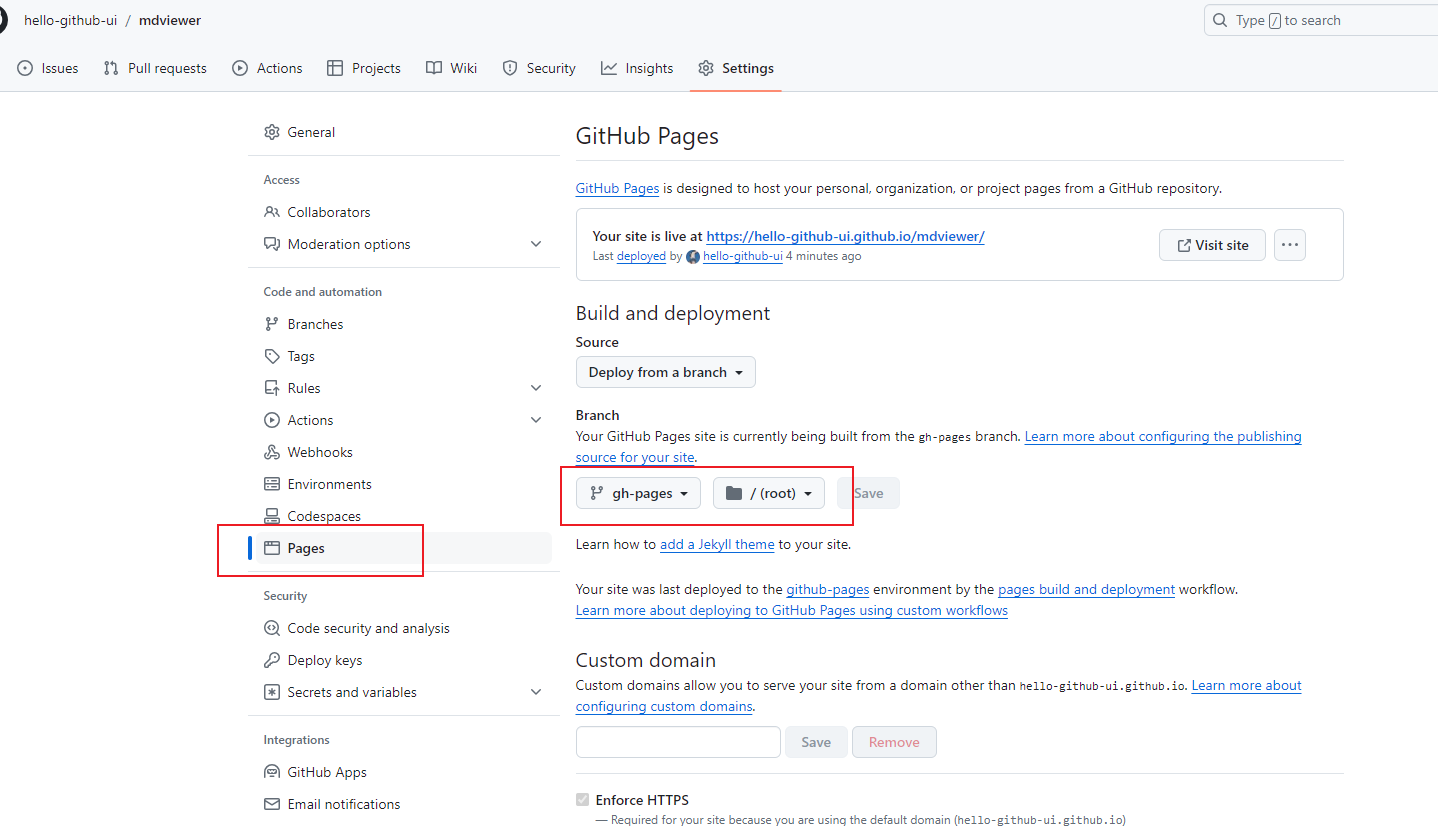 hello-github-ui / mdviewer
Type / to search
Issues Pull requests Actions Projects Wiki Security Insights Settings
General
Access
Collaborators
Moderation options
Code and automation
Branches
Tags
Rules
Actions
Webhooks
Environments
Codespaces
Pages
Security
Code security and analysis
Deploy keys
Secrets and variables
Integrations
GitHub Apps
Email notifications
GitHub Pages
GitHub Pages is designed to host your personal, organization, or project pages from a GitHub repository.
Your site is live at https://hello-github-ui.github.io/mdviewer/
Last deployed by hello-github-ui 4 minutes ago
Visit site
Build and deployment
Source
Deploy from a branch
Branch
Your GitHub Pages site is currently being built from the gh-pages branch. Learn more about configuring the publishing
source for your site.
gh-pages / (root) Save
Learn how to add a Jekyll theme to your site.
Your site was last deployed to the github-pages environment by the pages build and deployment workflow.
Learn more about deploying to GitHub Pages using custom workflows
Custom domain
Custom domains allow you to serve your site from a domain other than hello-github-ui.github.io. Learn more about
configuring custom domains.
Save Remove
Enforce HTTPS
— Required for your site because you are using the default domain (hello-github-ui.github.io)